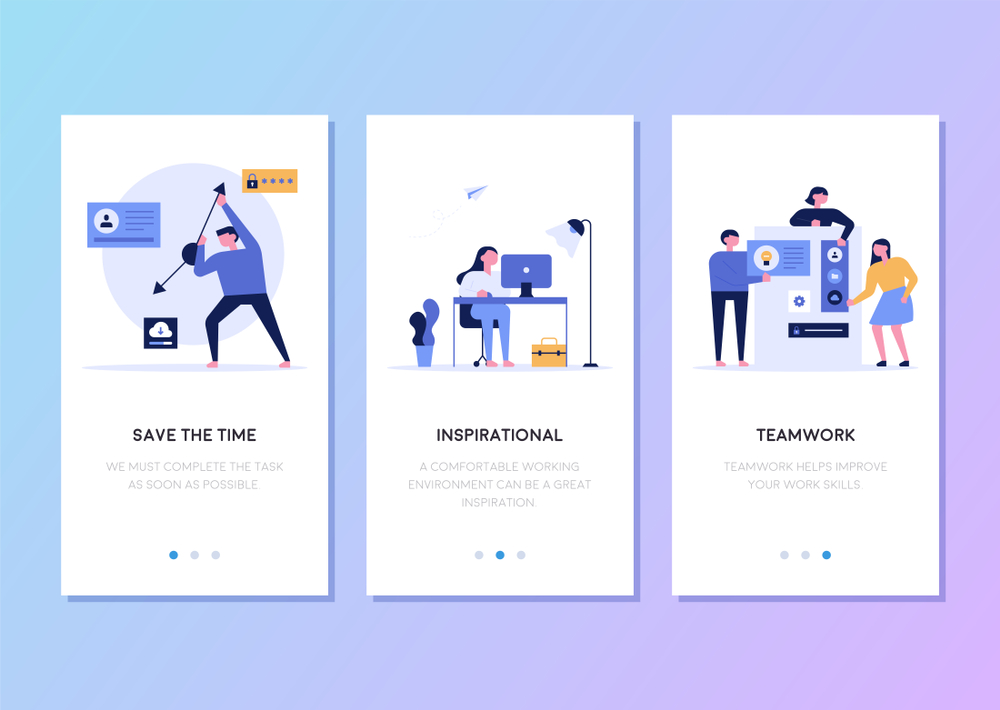 ****
SAVE THE TIME
WE MUST COMPLETE THE TASK
AS SOON AS POSSIBLE.
INSPIRATIONAL
A COMFORTABLE WORKING
ENVIRONMENT CAN BE A GREAT
INSPIRATION.
TEAMWORK
TEAMWORK HELPS IMPROVE
YOUR WORK SKILLS.